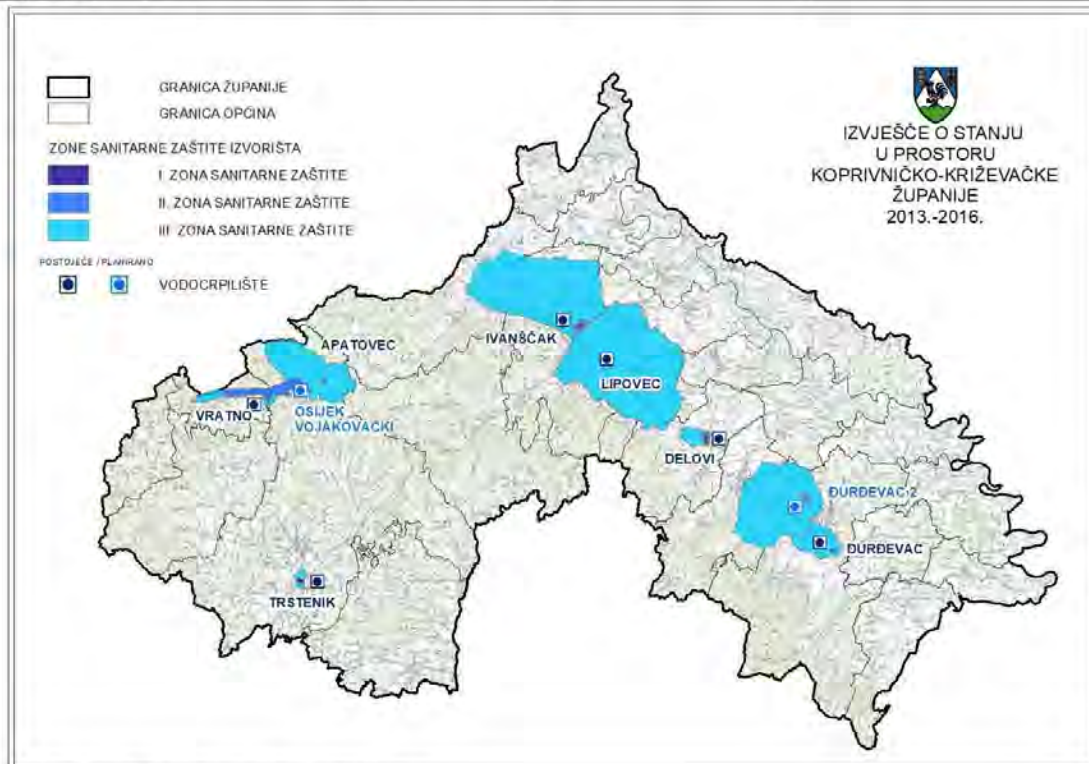 GRANICA ŽUPANIJE
GRANICA OPĆINA
ZONE SANITARNE ZAŠTITE IZVORIŠTA
I ZONA SANITARNE ZAŠTITE
II. ZONA SANITARNE ZAŠTITE
III ZONA SANITARNE ZAŠTITE
POSTOJEĆE / PLANIRANO
VODOCRPILIŠTE
IZVJEŠĆE O STANJU
U PROSTORU
KOPRIVNIČKO-KRIŽEVAČKE
ŽUPANIJE
2013.-2016.
APATOVEC
IVANŠČAK
LIPOVEC
VRATNO
OSIJEK
VOJAKOVAČKI
DELOVI
ĐURĐEVAC 2
ĐURĐEVAC
TRSTENIK